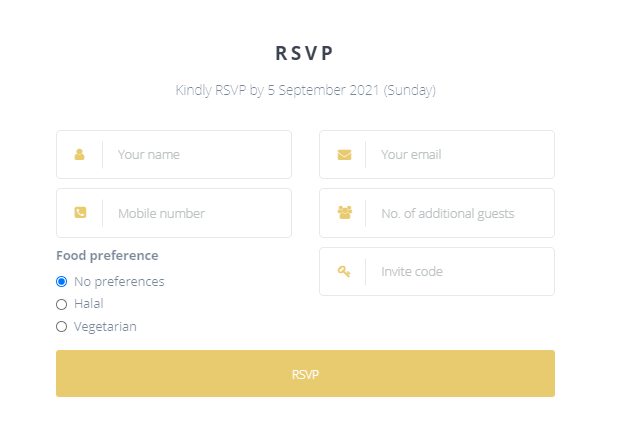 RSVP
Kindly RSVP by 5 September 2021 (Sunday)
Your name
Your email
Mobile number
No. of additional guests
Food preference
Invite code
No preferences
Halal
Vegetarian
RSVP